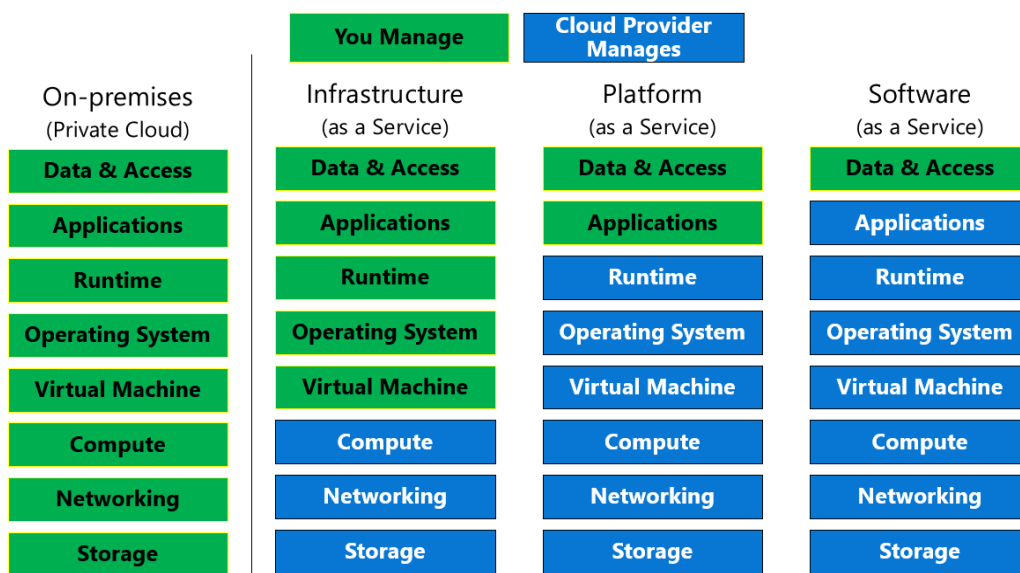 You Manage
Cloud Provider
Manages
On-premises
(Private Cloud)
Data & Access
Applications
Runtime
Operating System
Virtual Machine
Compute
Networking
Storage
Infrastructure
(as a Service)
Data & Access
Applications
Runtime
Operating System
Virtual Machine
Compute
Networking
Storage
Platform
(as a Service)
Data & Access
Applications
Runtime
Operating System
Virtual Machine
Compute
Networking
Storage
Software
(as a Service)
Data & Access
Applications
Runtime
Operating System
Virtual Machine
Compute
Networking
Storage